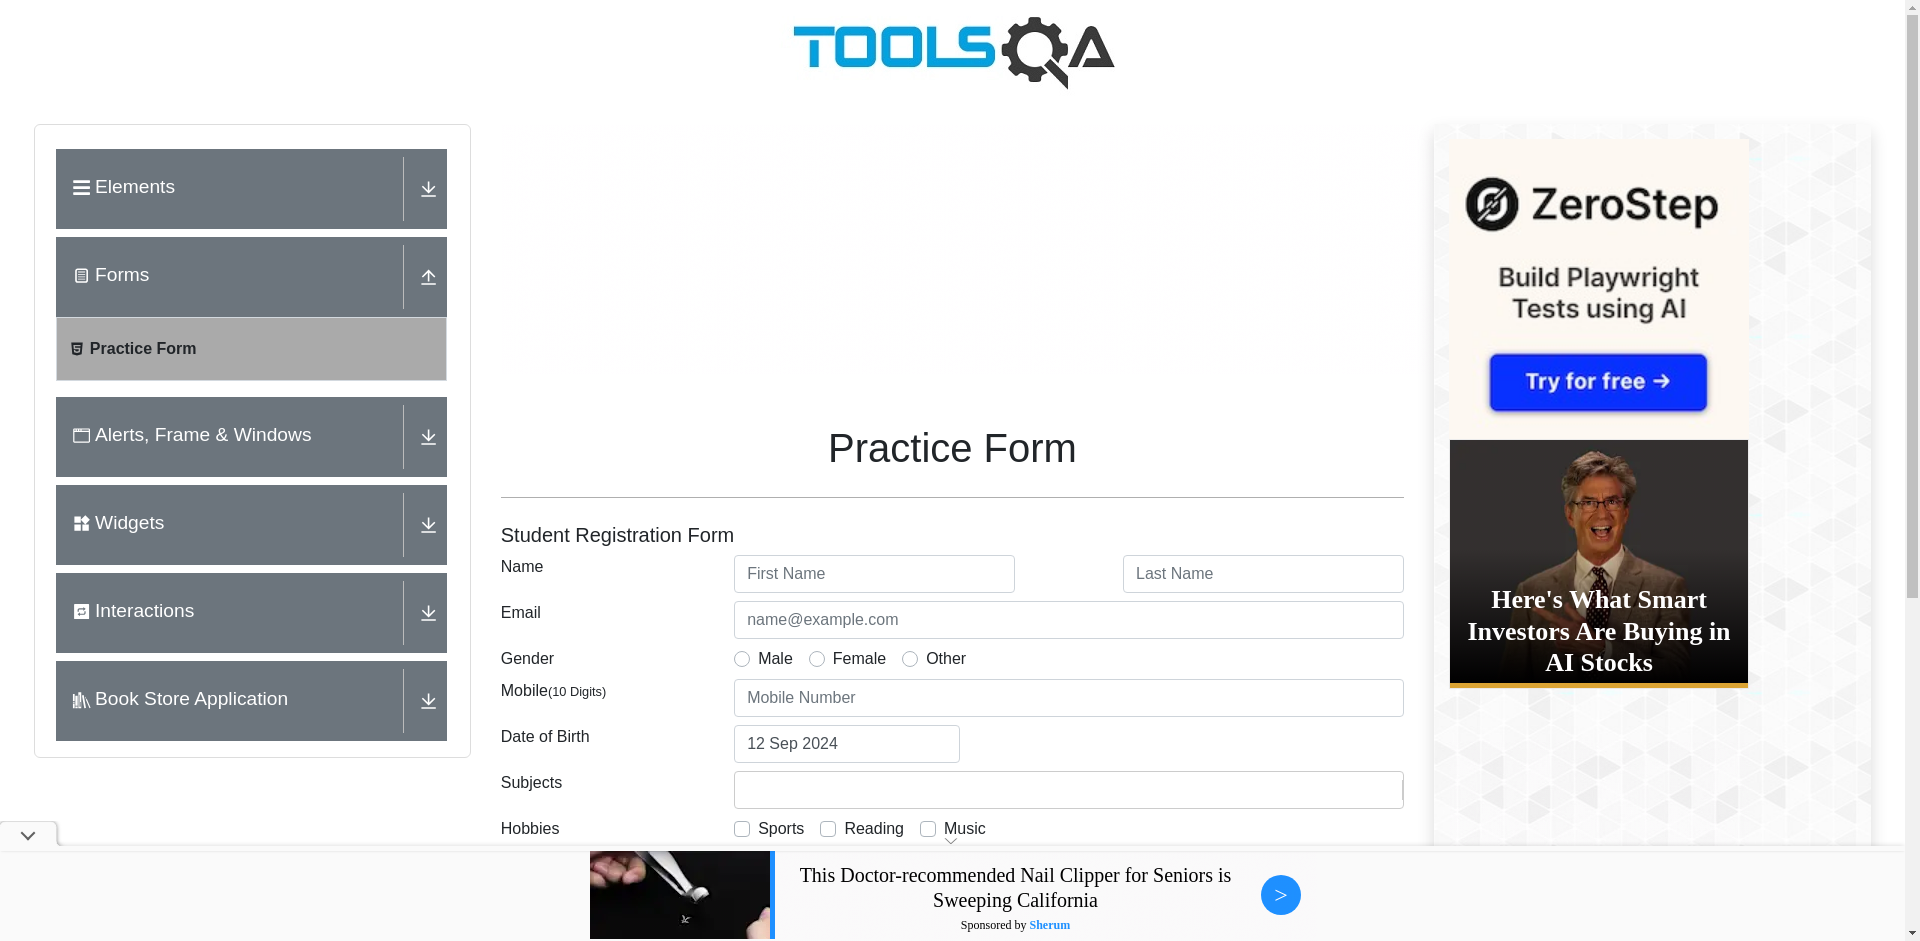 TOOLSQA
Elements
Forms
Practice Form
Alerts, Frame & Windows
Widgets
Interactions
Book Store Application
Practice Form
Student Registration Form
Name
First Name
Last Name
Email
name@example.com
Gender
Male
Female
Other
Mobile(10 Digits)
Mobile Number
Date of Birth
12 Sep 2024
Subjects
Hobbies
Sports
Reading
Music
ZeroStep
Build Playwright
Tests using AI
Try for free →
Here's What Smart
Investors Are Buying in
AI Stocks
This Doctor-recommended Nail Clipper for Seniors is
Sweeping California
Sponsored by Sherum
>